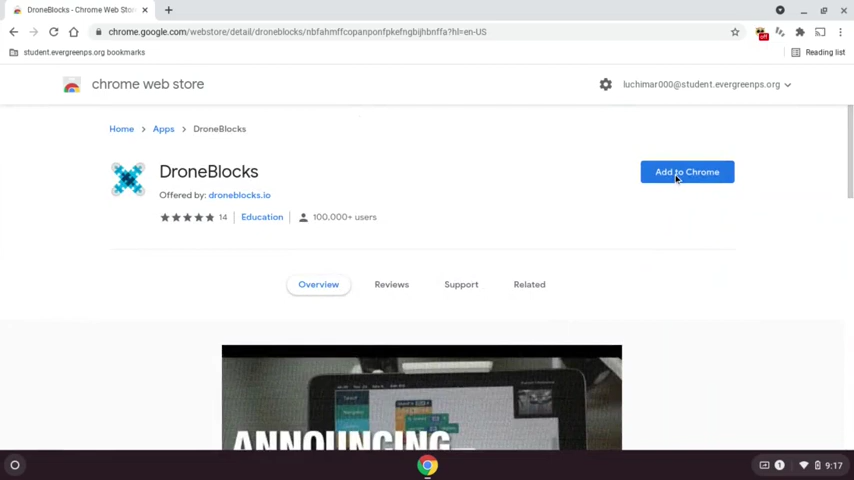 DroneBlocks - Chrome Web Stor
chrome.google.com/webstore/detail/droneblocks/nbfahmffcopanponfpkefngbijhbnffa?hl=en-US
off
student.evergreenps.org bookmarks
Reading list
chrome web store
luchimar000@student.evergreenps.org
Home > Apps > DroneBlocks
DroneBlocks
Add to Chrome
Offered by: droneblocks.io
14 | Education | 100,000+ users
Overview
Reviews
Support
Related
ANNOUNCING
1
9:17